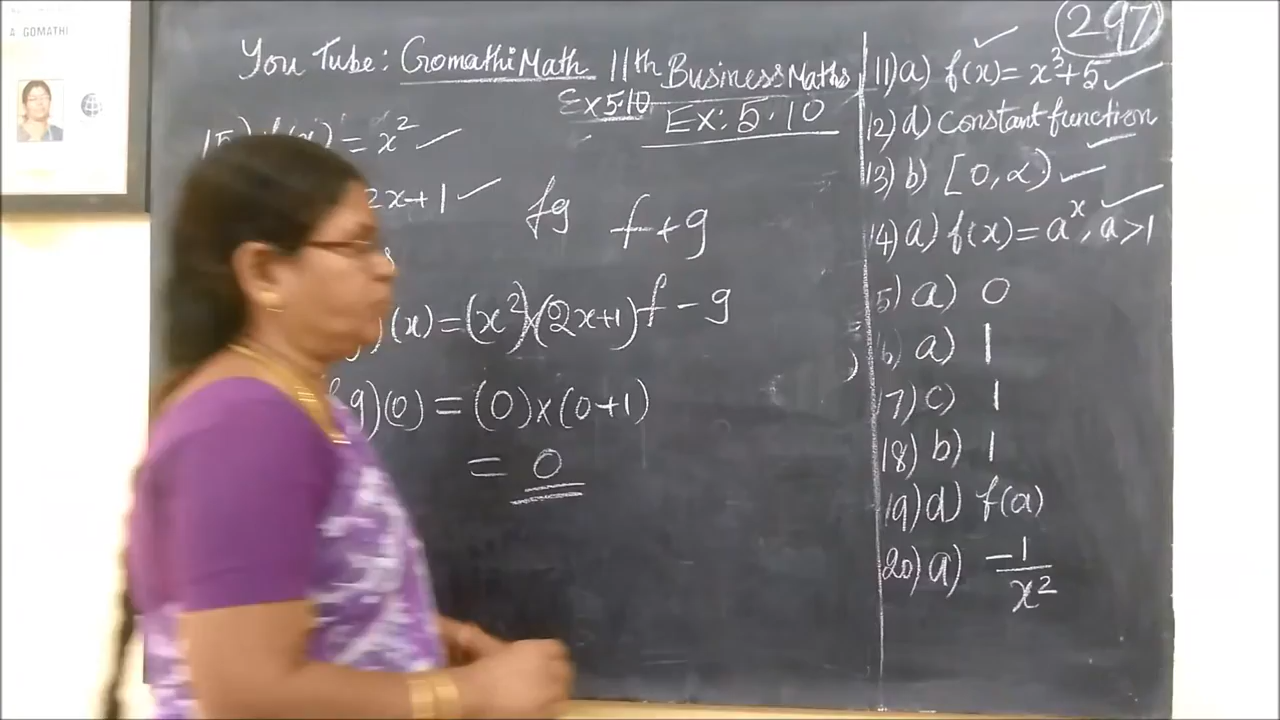 A GOMATHI
You Tube: GomathiMath 11th Business Maths
Ex 5.10
Ex: 5.10
15) f(x) = x²
2x+1
fg f+g
(x) = (x²)(2x+1) f-g
g)(0) = (0)x(0+1)
= 0
297
11) a) f(x) = x³+5
12) d) Constant function
13) b) [0,∝)
14) a) f(x) = aˣ, a>1
5) a) 0
a) 1
17) c) 1
18) b) 1
19) d) f(a)
20) a) -1/x²